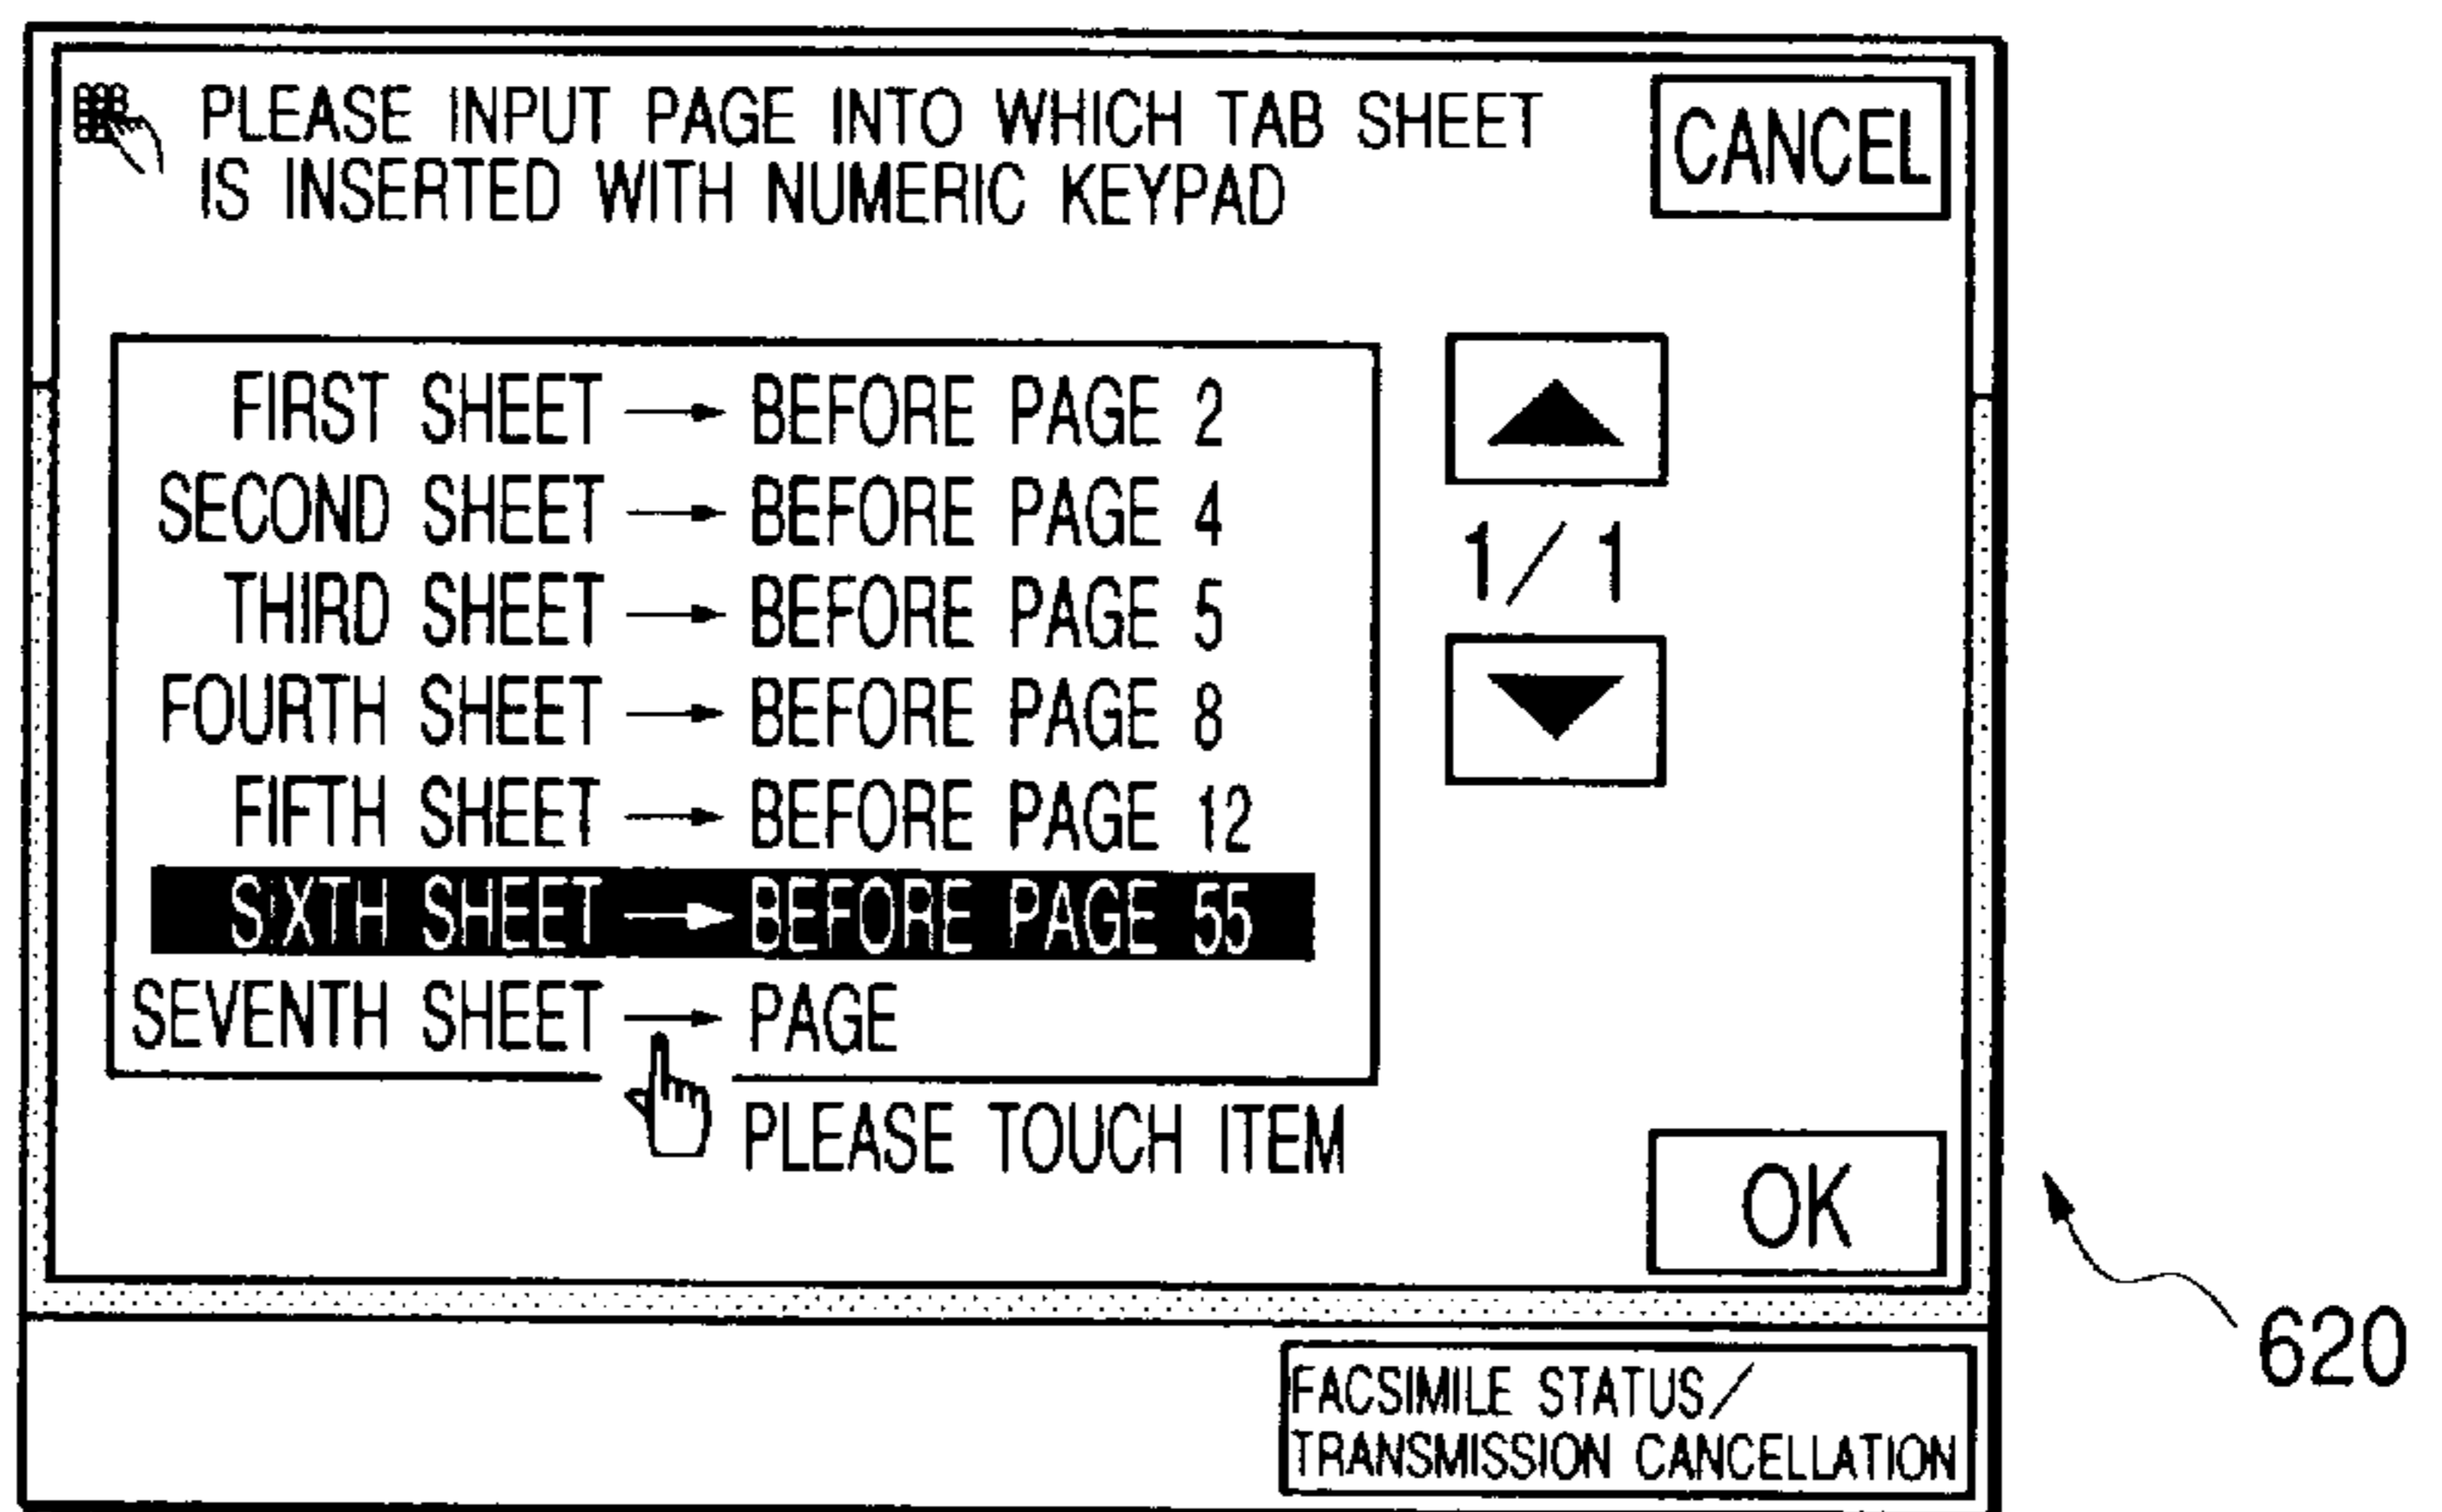 PLEASE INPUT PAGE INTO WHICH TAB SHEET
IS INSERTED WITH NUMERIC KEYPAD
CANCEL
FIRST SHEET → BEFORE PAGE 2
SECOND SHEET → BEFORE PAGE 4
THIRD SHEET → BEFORE PAGE 5
FOURTH SHEET → BEFORE PAGE 8
FIFTH SHEET → BEFORE PAGE 12
SIXTH SHEET → BEFORE PAGE 55
SEVENTH SHEET → PAGE
1/1
PLEASE TOUCH ITEM
OK
620
FACSIMILE STATUS/
TRANSMISSION CANCELLATION